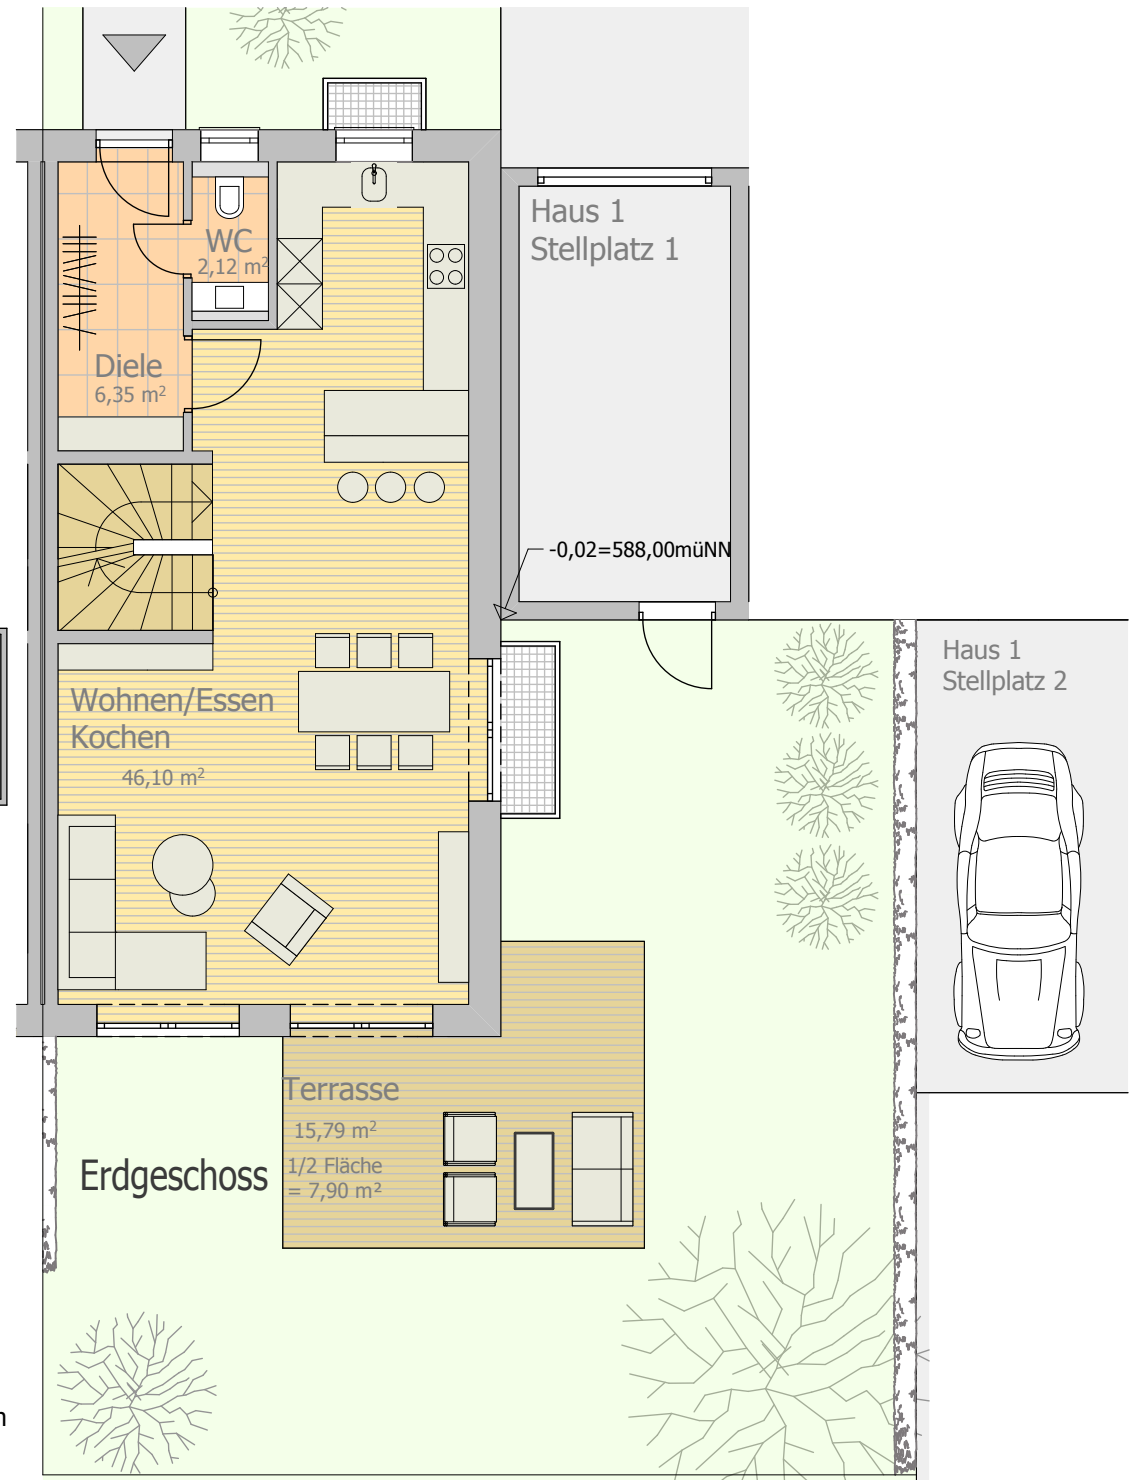 Haus 1
Stellplatz 1
WC
2,12 m²
Diele
6,35 m²
-0,02=588,00müNN
Haus 1
Stellplatz 2
Wohnen/Essen
Kochen
46,10 m²
Terrasse
15,79 m²
1/2 Fläche
= 7,90 m²
Erdgeschoss